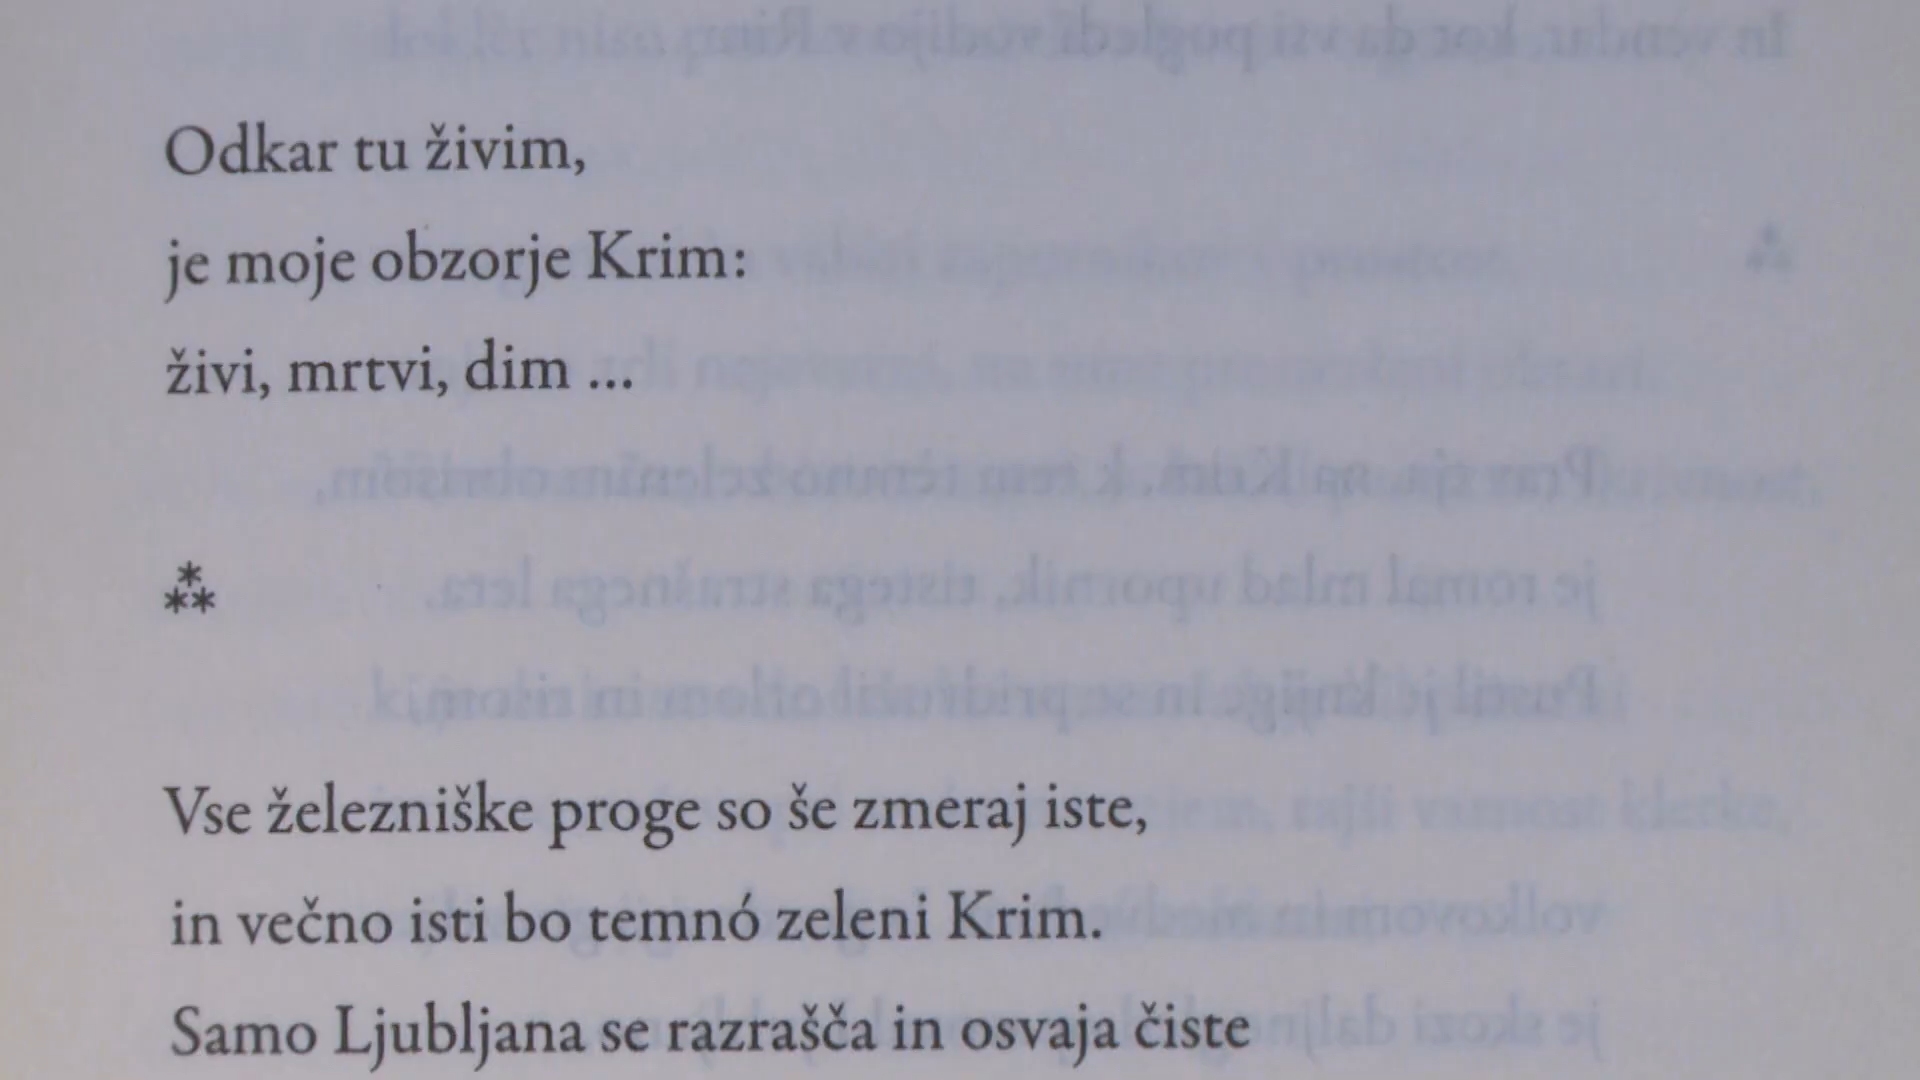 Odkar tu živim,
je moje obzorje Krim:
živi, mrtvi, dim ...
⁂
Vse železniške proge so še zmeraj iste,
in večno isti bo temnó zeleni Krim.
Samo Ljubljana se razrašča in osvaja čiste